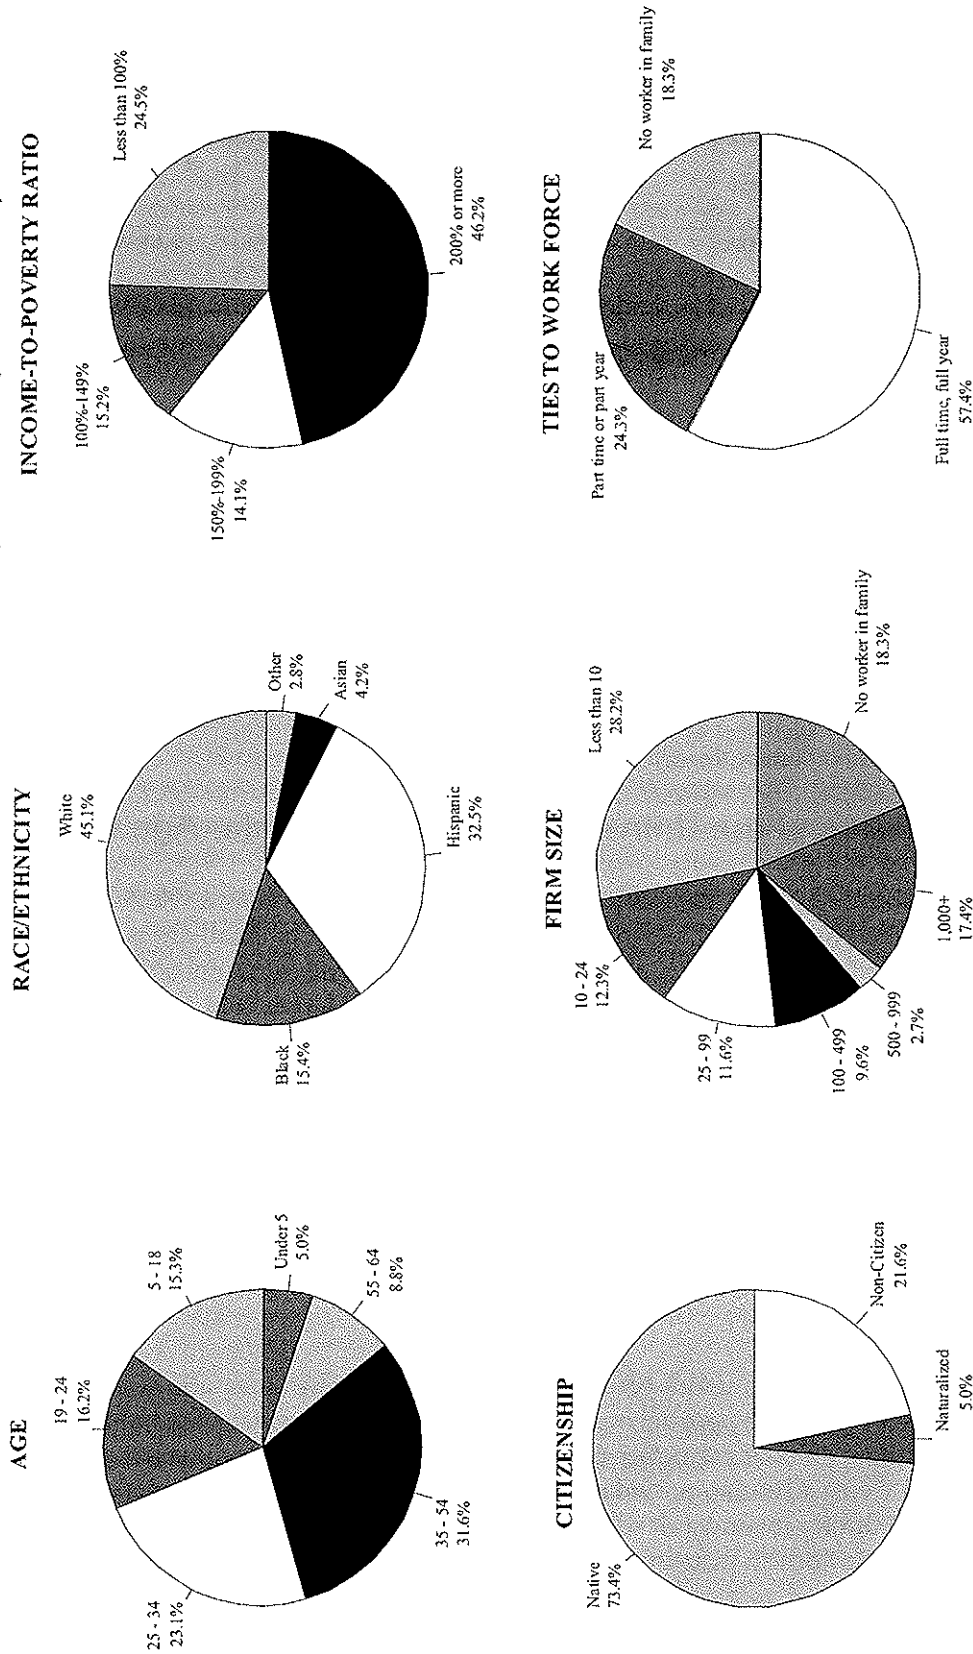 AGE
5 - 18
15.3%
19 - 24
16.2%
25 - 34
23.1%
35 - 54
31.6%
55 - 64
8.8%
Under 5
5.0%
RACE/ETHNICITY
White
45.1%
Black
15.4%
Hispanic
32.5%
Asian
4.2%
Other
2.8%
INCOME-TO-POVERTY RATIO
Less than 100%
24.5%
100%-149%
15.2%
150%-199%
14.1%
200% or more
46.2%
CITIZENSHIP
Native
73.4%
Naturalized
5.0%
Non-Citizen
21.6%
FIRM SIZE
Less than 10
28.2%
10 - 24
12.3%
25 - 99
11.6%
100 - 499
9.6%
500 - 999
2.7%
1,000+
17.4%
No worker in family
18.3%
TIES TO WORK FORCE
No worker in family
18.3%
Part time or part year
24.3%
Full time, full year
57.4%